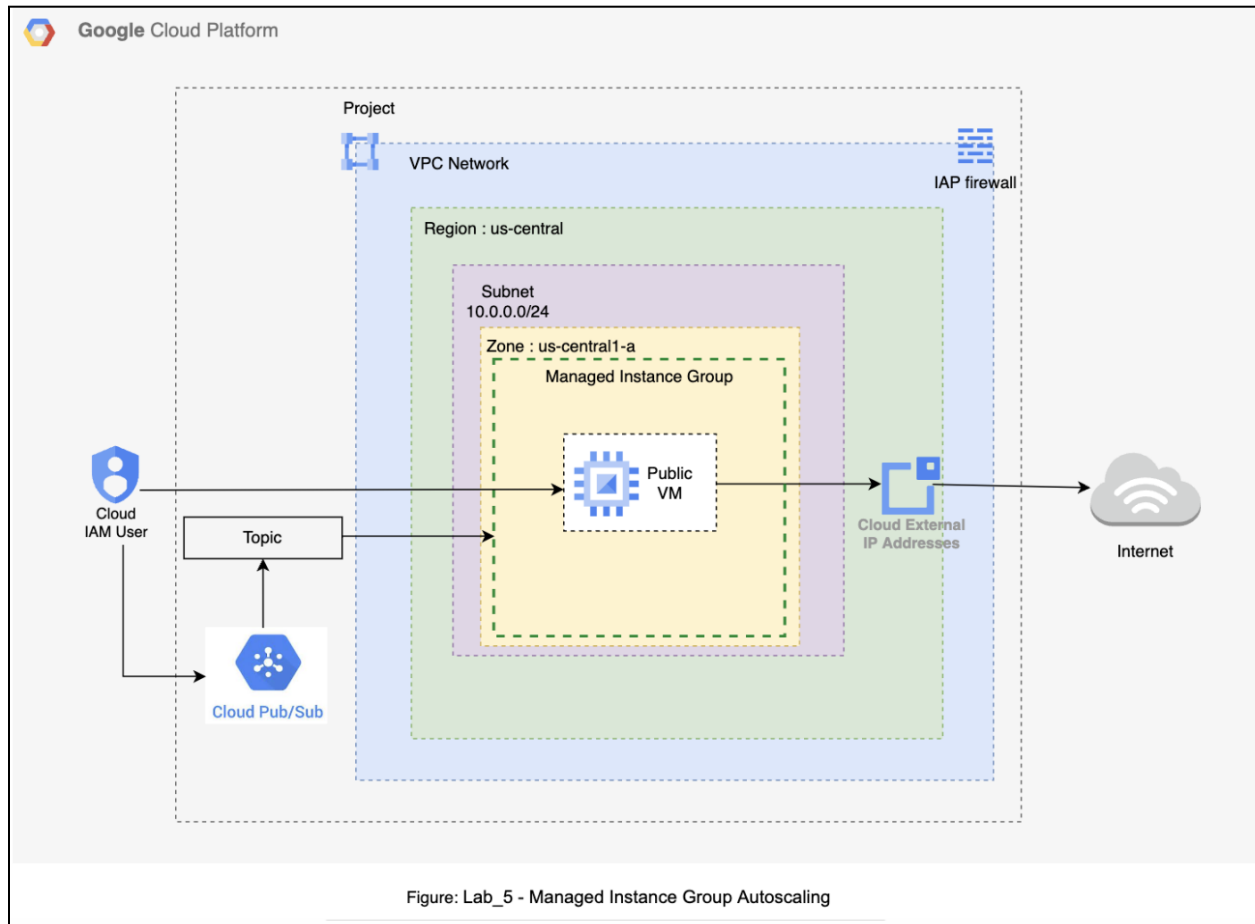 Google Cloud Platform
Project
VPC Network
IAP firewall
Region : us-central
Subnet
10.0.0.0/24
Zone : us-central1-a
Managed Instance Group
Public
VM
Cloud
IAM User
Topic
Cloud Pub/Sub
Cloud External
IP Addresses
Internet
Figure: Lab_5 - Managed Instance Group Autoscaling